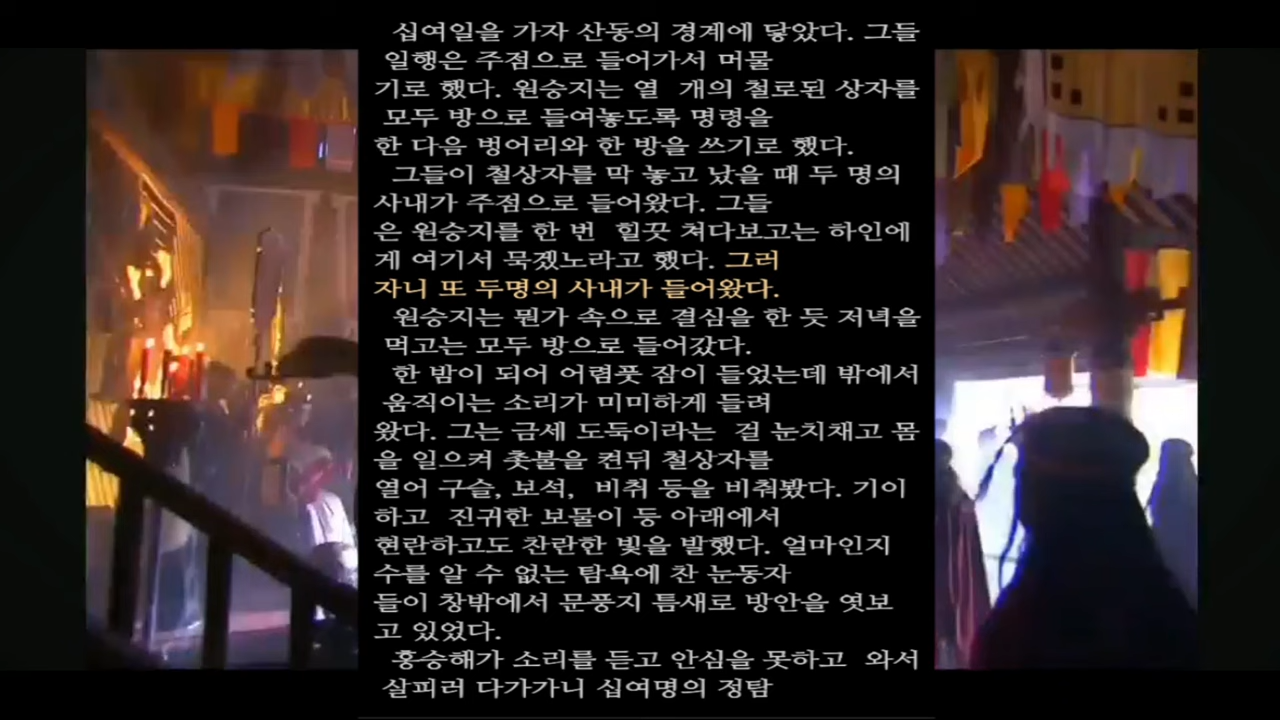 십여일을 가자 산동의 경계에 닿았다. 그들
일행은 주점으로 들어가서 머물
기로 했다. 원승지는 열 개의 철로된 상자를
모두 방으로 들여놓도록 명령을
한 다음 벙어리와 한 방을 쓰기로 했다.
그들이 철상자를 막 놓고 났을 때 두 명의
사내가 주점으로 들어왔다. 그들
은 원승지를 한 번 힐끗 쳐다보고는 하인에
게 여기서 묵겠노라고 했다. 그러
자니 또 두명의 사내가 들어왔다.
원승지는 뭔가 속으로 결심을 한 듯 저녁을
먹고는 모두 방으로 들어갔다.
한 밤이 되어 어렴풋 잠이 들었는데 밖에서
움직이는 소리가 미미하게 들려
왔다. 그는 금세 도둑이라는 걸 눈치채고 몸
을 일으켜 촛불을 켠뒤 철상자를
열어 구슬, 보석, 비취 등을 비춰봤다. 기이
하고 진귀한 보물이 등 아래에서
현란하고도 찬란한 빛을 발했다. 얼마인지
수를 알 수 없는 탐욕에 찬 눈동자
들이 창밖에서 문풍지 틈새로 방안을 엿보
고 있었다.
홍승해가 소리를 듣고 안심을 못하고 와서
살피러 다가가니 십여명의 정탐